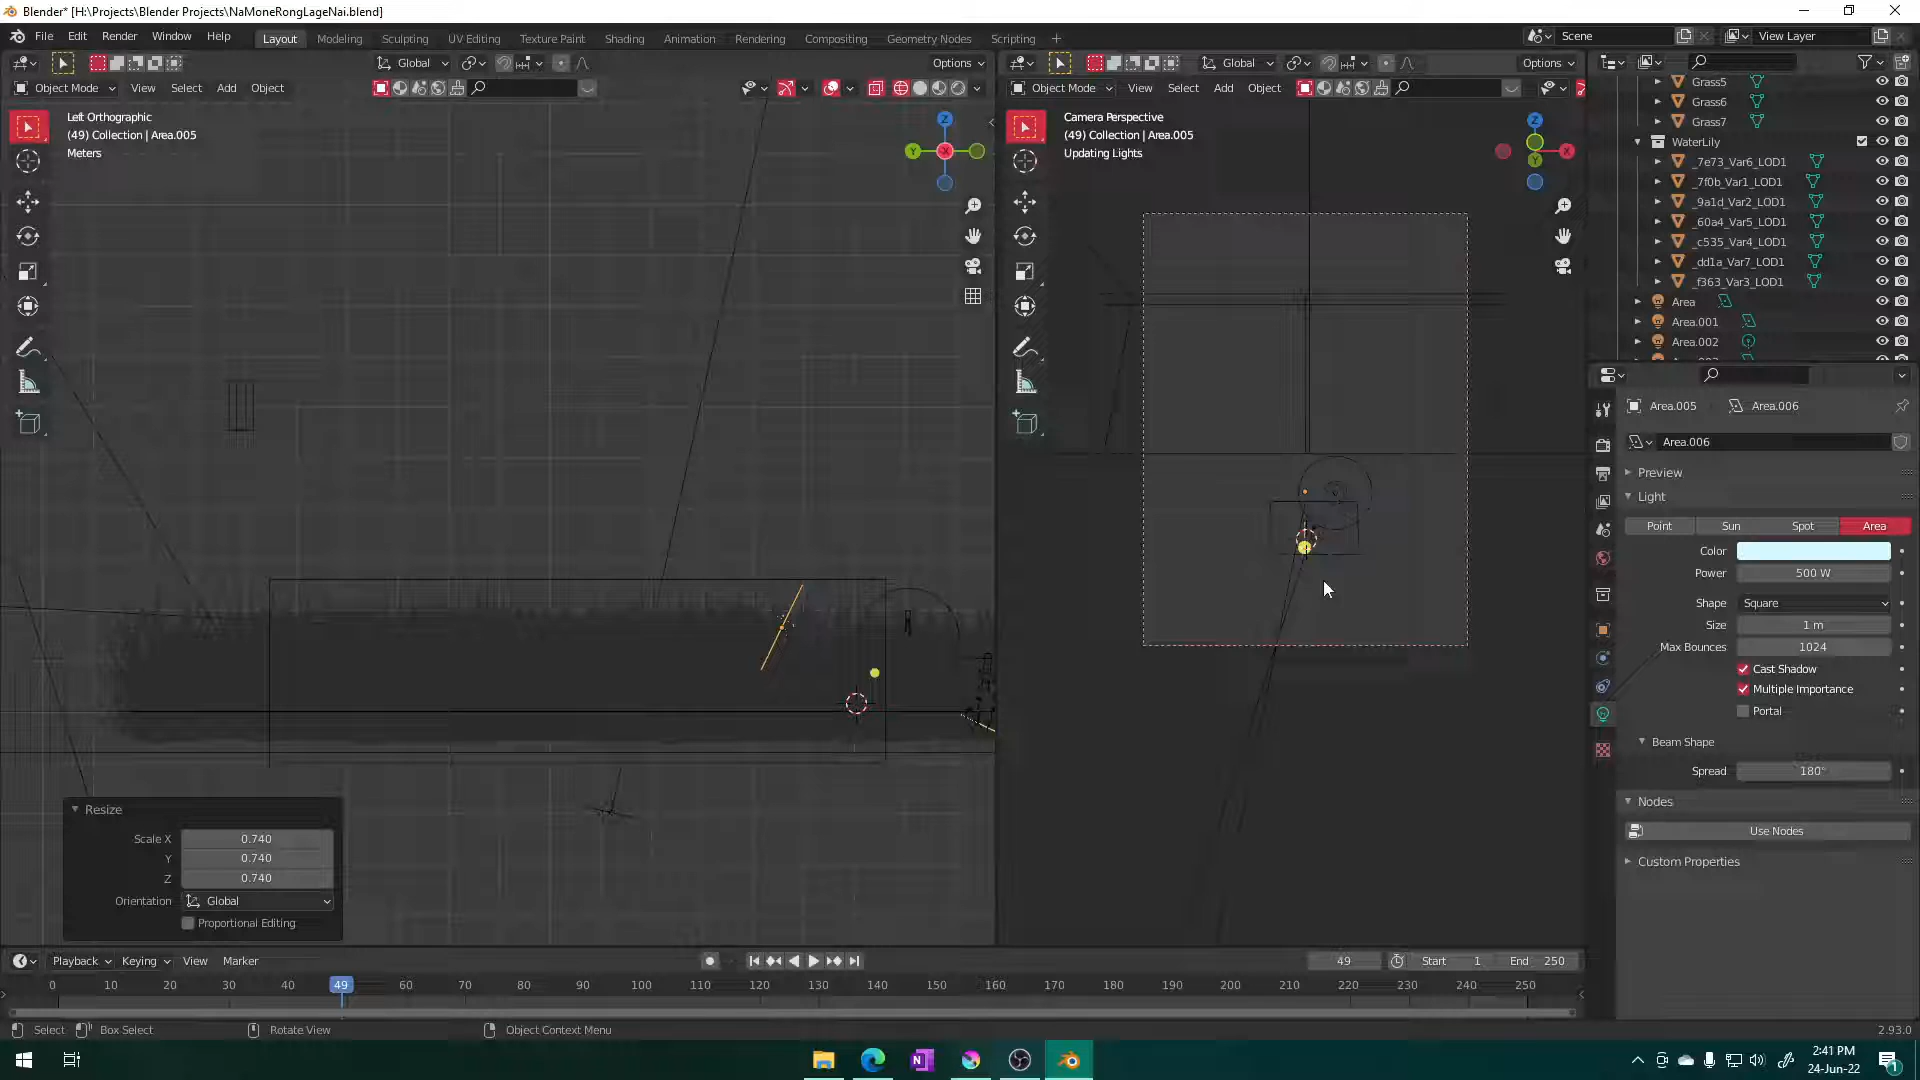 Blender* [H:\Projects\Blender Projects\NaMoneRongLageNai.blend]
File Edit Render Window Help Layout Modeling Sculpting UV Editing Texture Paint Shading Animation Rendering Compositing Geometry Nodes Scripting + Scene View Layer
Global Options
Object Mode View Select Add Object
Left Orthographic
(49) Collection | Area.005
Meters
Z
Y
X
Resize
Scale X 0.740
Y 0.740
Z 0.740
Orientation Global
Proportional Editing
Global Options
Object Mode View Select Add Object
Camera Perspective
(49) Collection | Area.005
Updating Lights
Z
X
Y
Grass5
Grass6
Grass7
WaterLily
_7e73_Var6_LOD1
_7f0b_Var1_LOD1
_9a1d_Var2_LOD1
_60a4_Var5_LOD1
_c535_Var4_LOD1
_dd1a_Var7_LOD1
_f363_Var3_LOD1
Area
Area.001
Area.002
Area.005 Area.006
Area.006
Preview
Light
Point Sun Spot Area
Color
Power 500 W
Shape Square
Size 1 m
Max Bounces 1024
Cast Shadow
Multiple Importance
Portal
Beam Shape
Spread 180°
Nodes
Use Nodes
Custom Properties
Playback Keying View Marker 49 Start 1 End 250
0 10 20 30 40 49 60 70 80 90 100 110 120 130 140 150 160 170 180 190 200 210 220 230 240 250
Select Box Select Rotate View Object Context Menu 2.93.0
2:41 PM
24-Jun-22
1